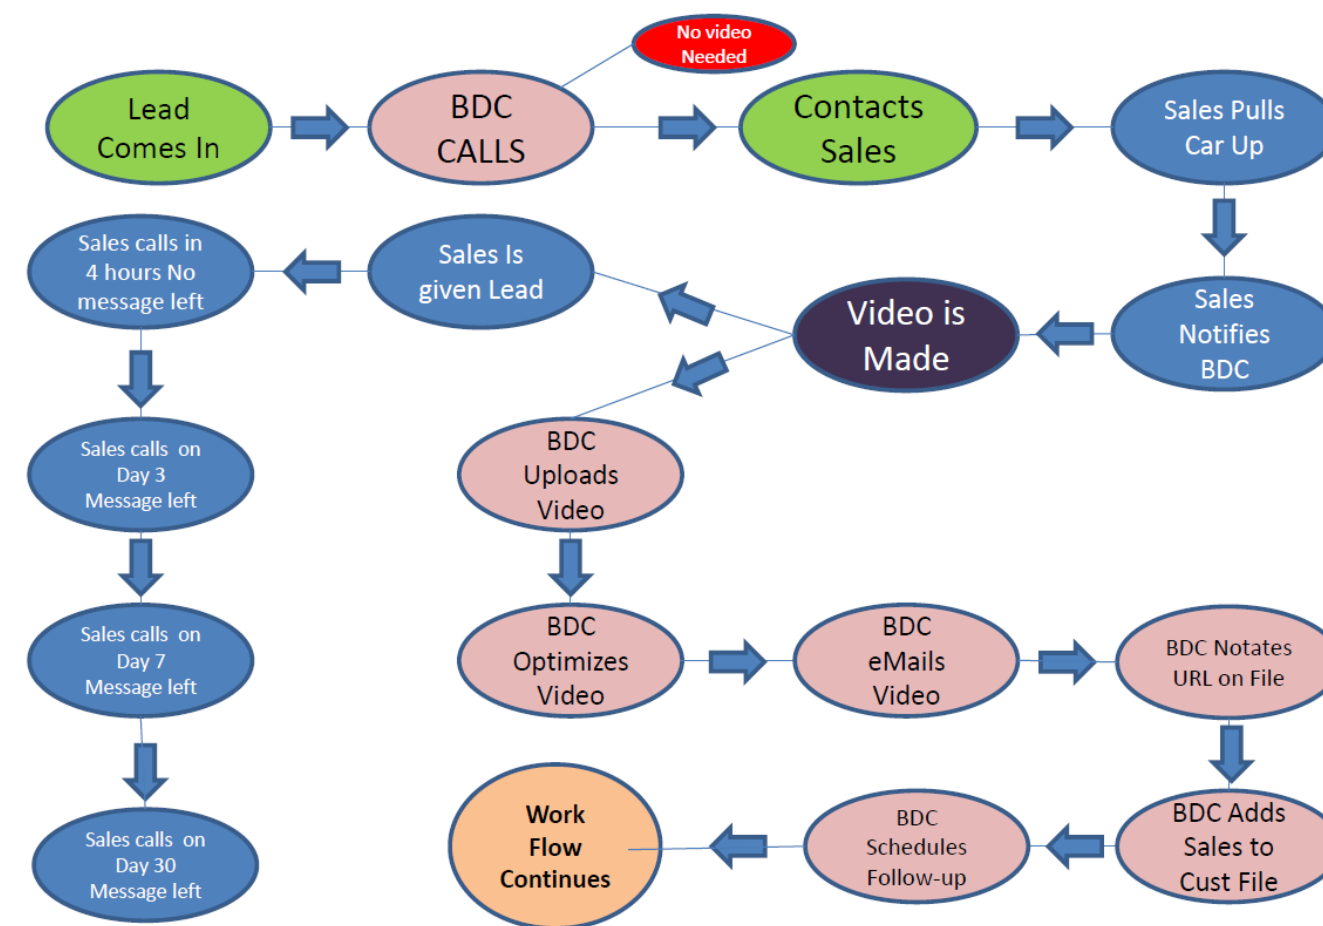 No video
Needed
Lead
Comes In
BDC
CALLS
Contacts
Sales
Sales Pulls
Car Up
Sales calls in
4 hours No
message left
Sales Is
given Lead
Video is
Made
Sales
Notifies
BDC
Sales calls on
Day 3
Message left
BDC
Uploads
Video
Sales calls on
Day 7
Message left
BDC
Optimizes
Video
BDC
eMails
Video
BDC Notates
URL on File
Sales calls on
Day 30
Message left
Work
Flow
Continues
BDC
Schedules
Follow-up
BDC Adds
Sales to
Cust File